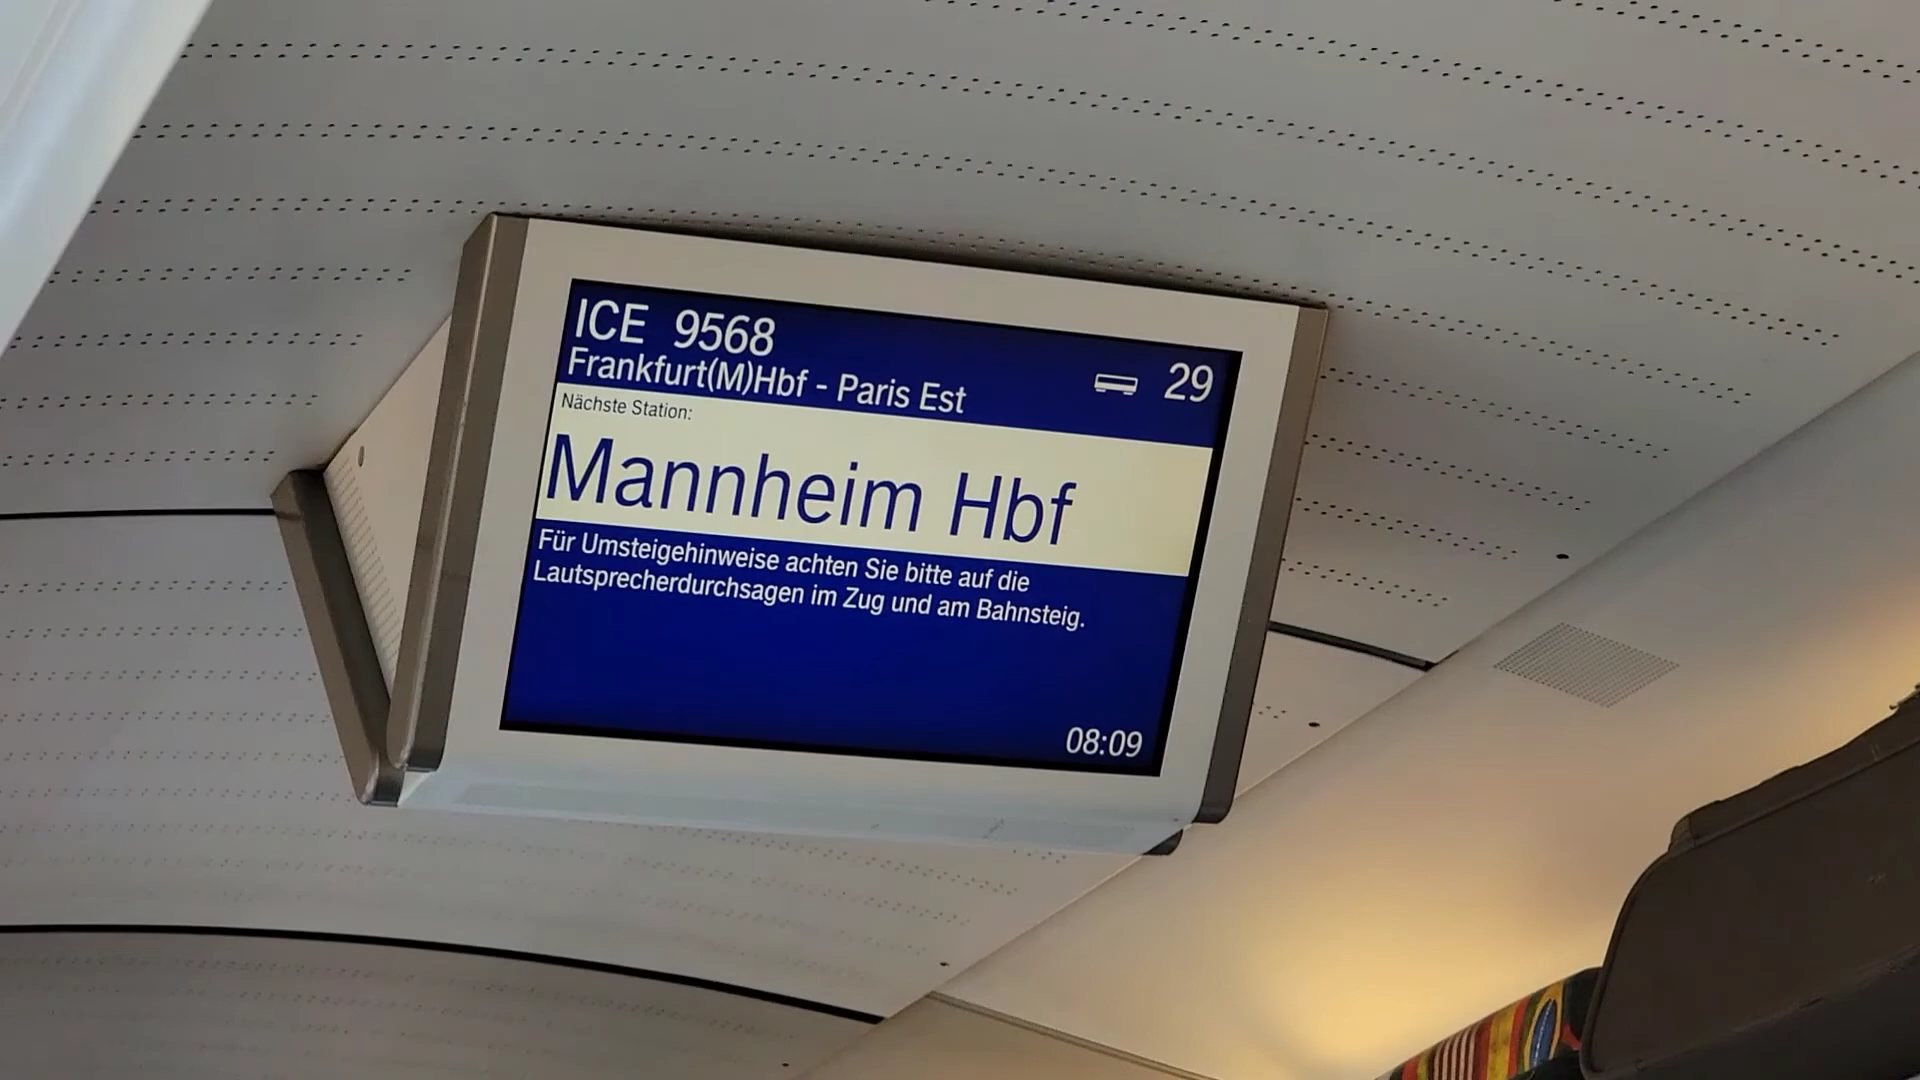 ICE 9568
29
Frankfurt(M)Hbf - Paris Est
Nächste Station:
Mannheim Hbf
Für Umsteigehinweise achten Sie bitte auf die
Lautsprecherdurchsagen im Zug und am Bahnsteig.
08:09